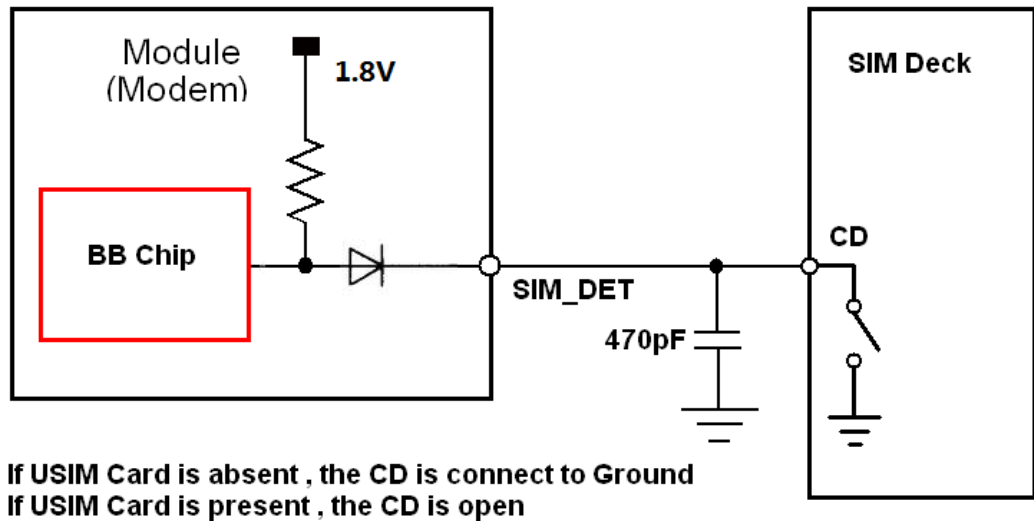 Module
(Modem)
1.8V
SIM Deck
BB Chip
CD
SIM_DET
470pF
If USIM Card is absent , the CD is connect to Ground
If USIM Card is present , the CD is open